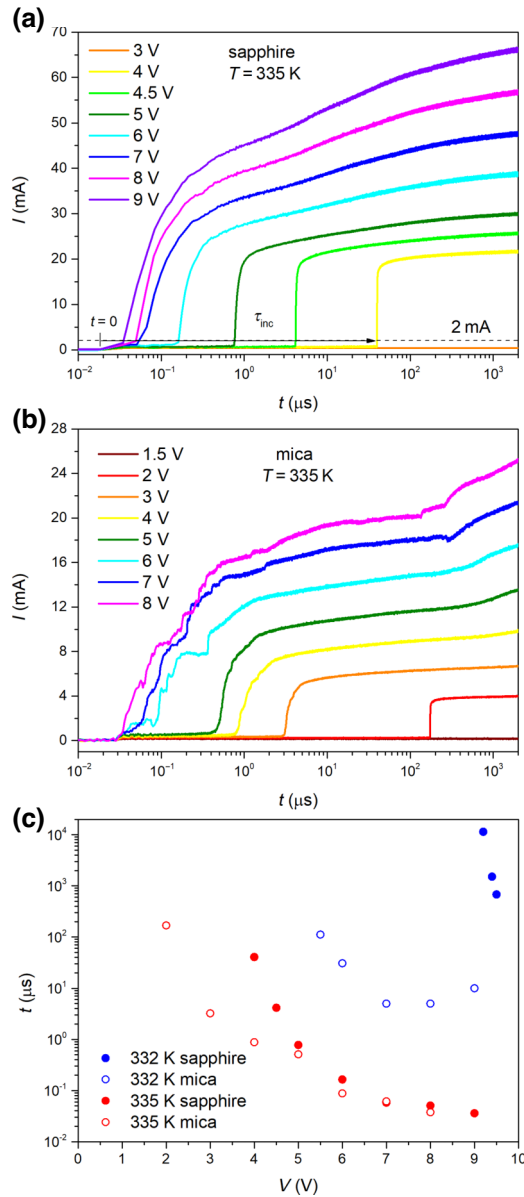 (a)
70
60
50
40
30
20
10
0
I (mA)
sapphire
T = 335 K
3 V
4 V
4.5 V
5 V
6 V
7 V
8 V
9 V
t = 0
τinc
2 mA
10⁻² 10⁻¹ 10⁰ 10¹ 10² 10³
t (μs)
(b)
28
24
20
16
12
8
4
0
I (mA)
mica
T = 335 K
1.5 V
2 V
3 V
4 V
5 V
6 V
7 V
8 V
10⁻² 10⁻¹ 10⁰ 10¹ 10² 10³
t (μs)
(c)
10⁴
10³
10²
10¹
10⁰
10⁻¹
10⁻²
t (μs)
332 K sapphire
332 K mica
335 K sapphire
335 K mica
0 1 2 3 4 5 6 7 8 9 10
V (V)